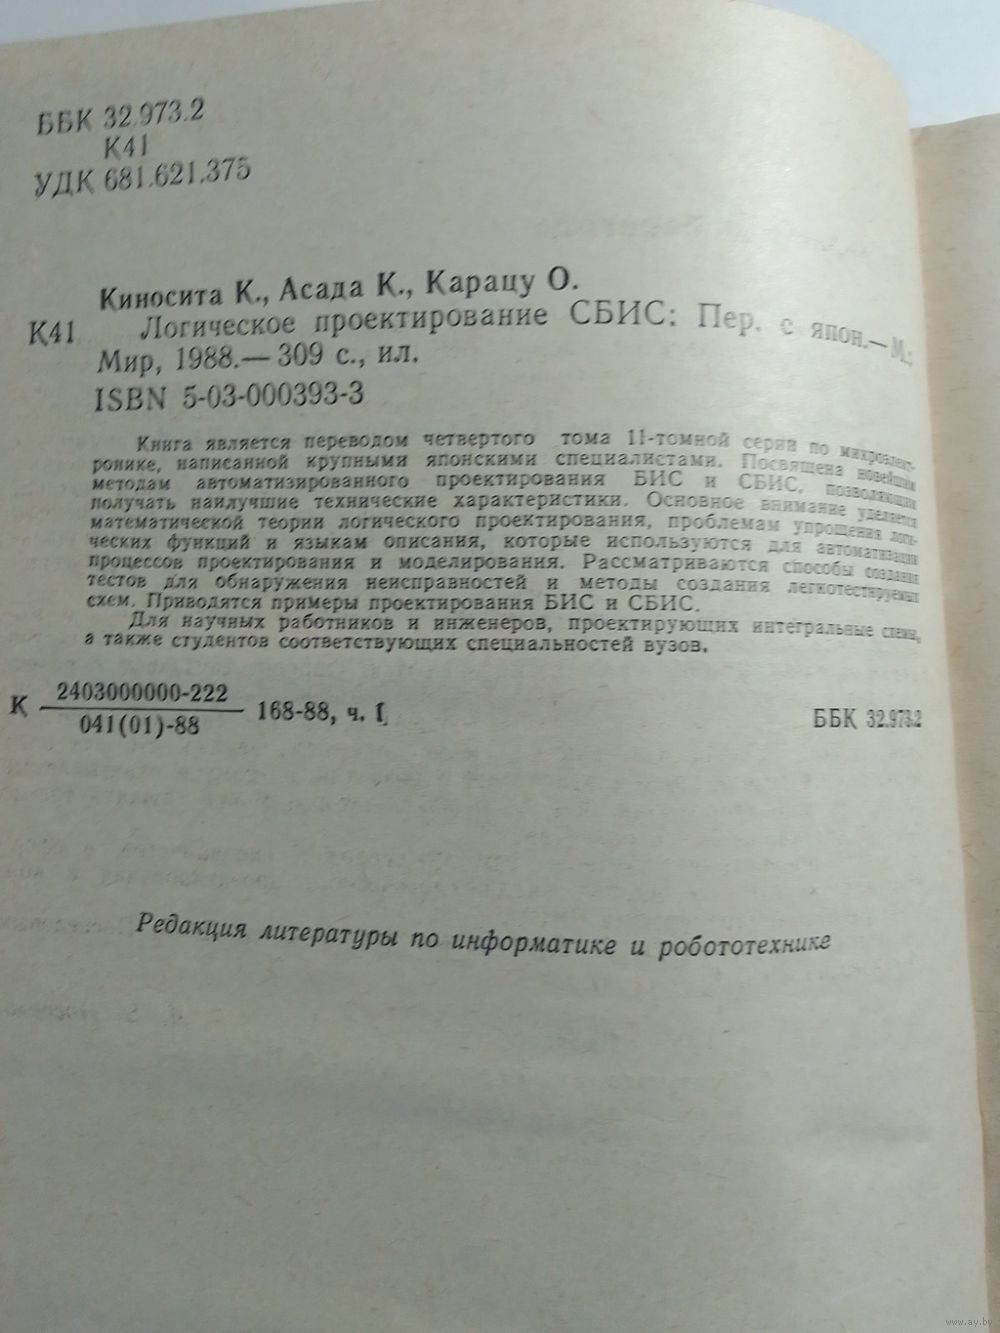 ББК 32.973.2
К41
УДК 681.621.375
Киносита К., Асада К., Карацу О.
К41 Логическое проектирование СБИС: Пер. с япон.— М.:
Мир, 1988.— 309 с., ил.
ISBN 5-03-000393-3
Книга является переводом четвертого тома 11-томной серии по микроэлект-
ронике, написанной крупными японскими специалистами. Посвящена новейшим
методам автоматизированного проектирования БИС и СБИС, позволяющим
получать наилучшие технические характеристики. Основное внимание уделяется
математической теории логического проектирования, проблемам упрощения логи-
ческих функций и языкам описания, которые используются для автоматизации
процессов проектирования и моделирования. Рассматриваются способы создания
тестов для обнаружения неисправностей и методы создания легкотестируемых
схем. Приводятся примеры проектирования БИС и СБИС.
Для научных работников и инженеров, проектирующих интегральные схемы,
а также студентов соответствующих специальностей вузов.
К 2403000000-222
041(01)-88 168-88, ч. I
ББК 32.973.2
Редакция литературы по информатике и робототехнике
www.ay.by